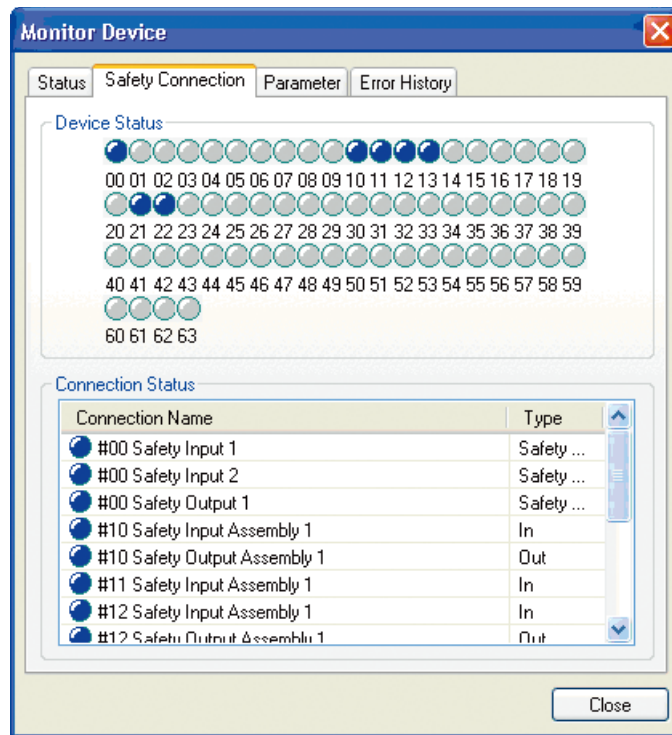 Monitor Device
Status Safety Connection Parameter Error History
Device Status
00 01 02 03 04 05 06 07 08 09 10 11 12 13 14 15 16 17 18 19
20 21 22 23 24 25 26 27 28 29 30 31 32 33 34 35 36 37 38 39
40 41 42 43 44 45 46 47 48 49 50 51 52 53 54 55 56 57 58 59
60 61 62 63
Connection Status
Connection Name Type
#00 Safety Input 1 Safety ...
#00 Safety Input 2 Safety ...
#00 Safety Output 1 Safety ...
#10 Safety Input Assembly 1 In
#10 Safety Output Assembly 1 Out
#11 Safety Input Assembly 1 In
#12 Safety Input Assembly 1 In
#12 Safety Output Assembly 1 Out
Close